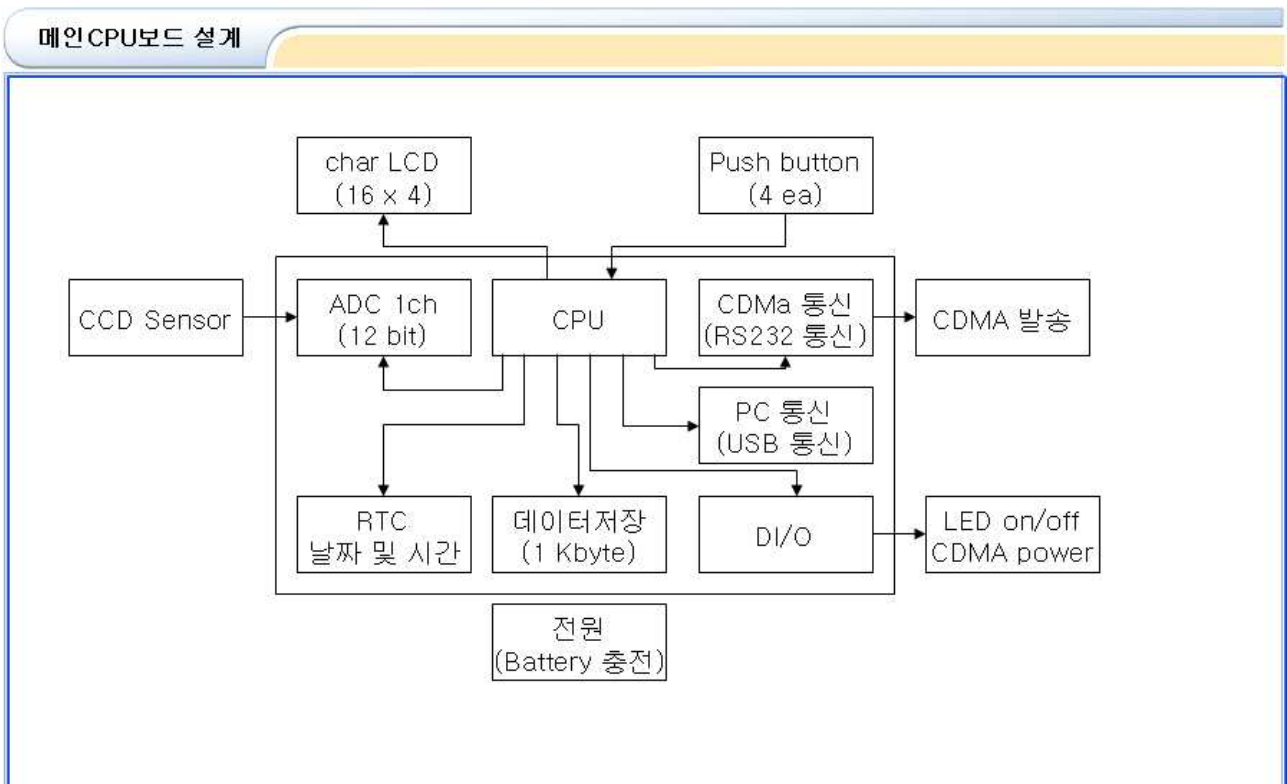 메인CPU보드 설계
char LCD
(16 x 4)
Push button
(4 ea)
CCD Sensor
ADC 1ch
(12 bit)
CPU
CDMa 통신
(RS232 통신)
CDMA 발송
PC 통신
(USB 통신)
RTC
날짜 및 시간
데이터저장
(1 Kbyte)
DI/O
LED on/off
CDMA power
전원
(Battery 충전)